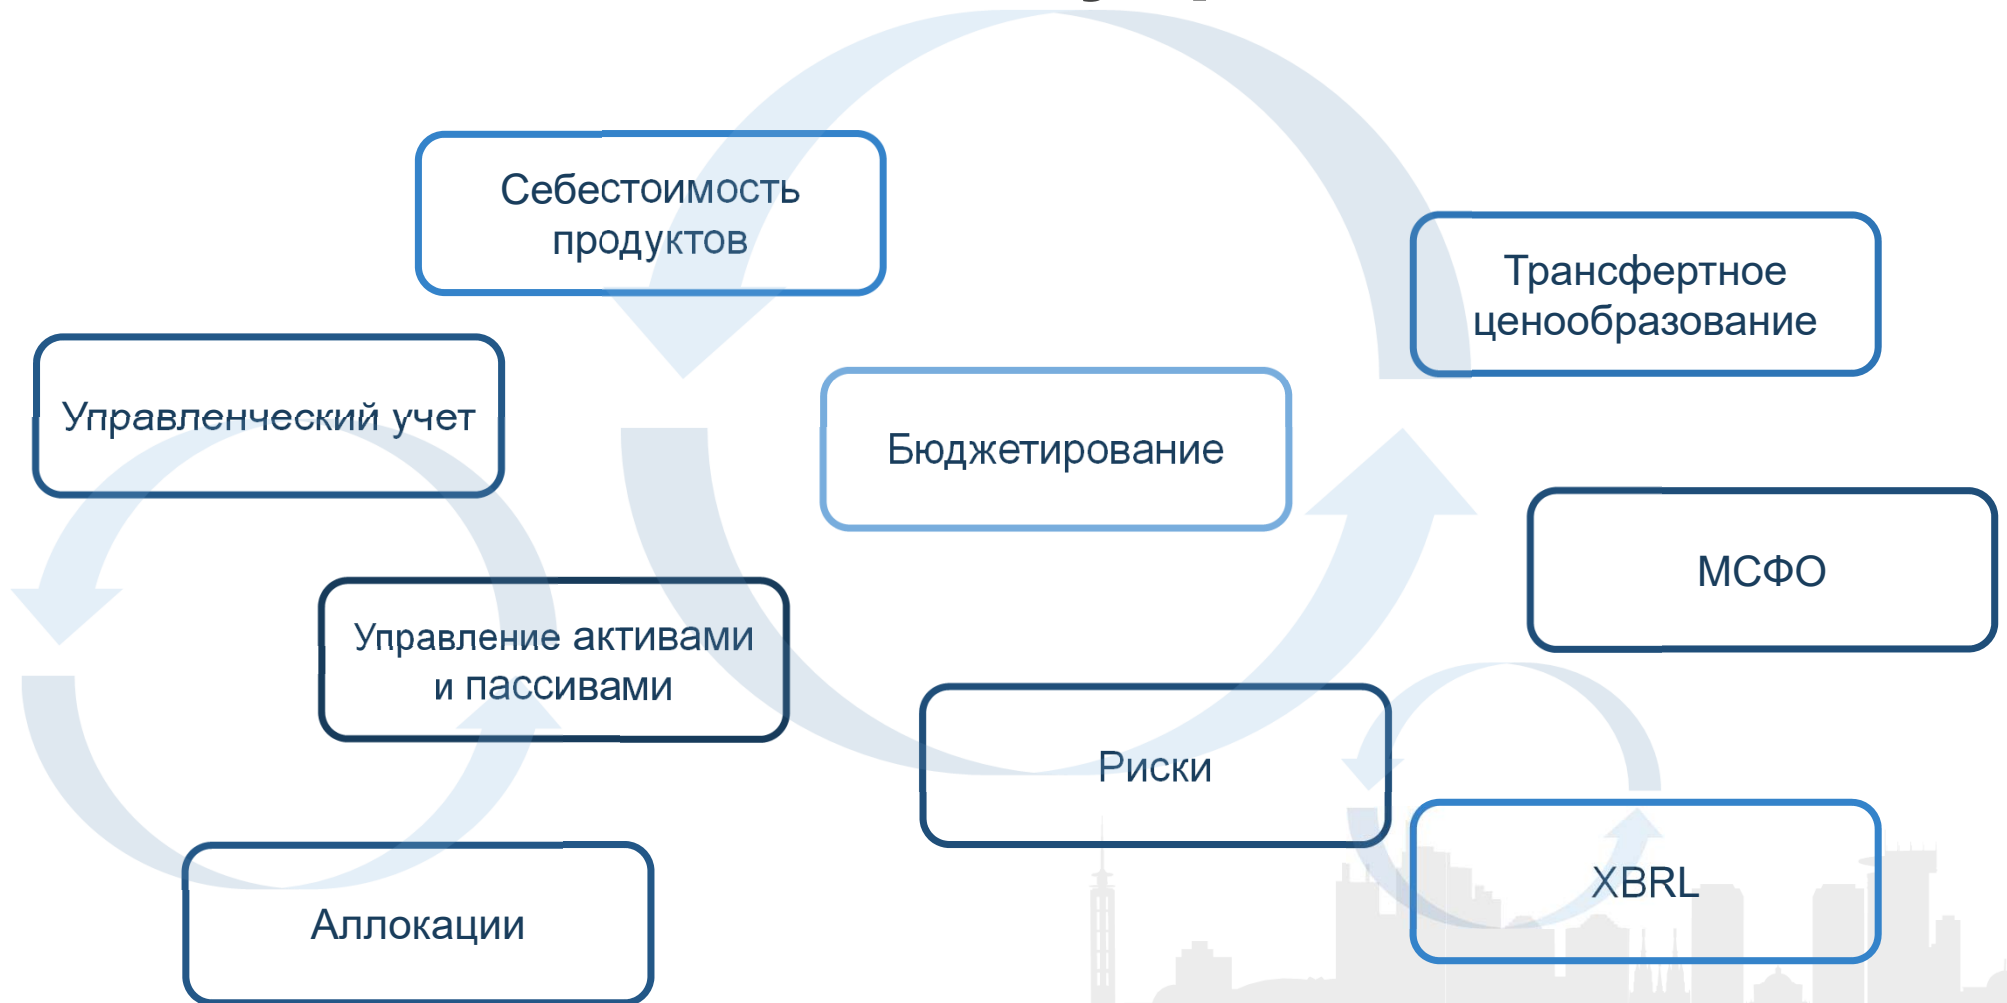 Себестоимость
продуктов
Трансфертное
ценообразование
Управленческий учет
Бюджетирование
МСФО
Управление активами
и пассивами
Риски
XBRL
Аллокации